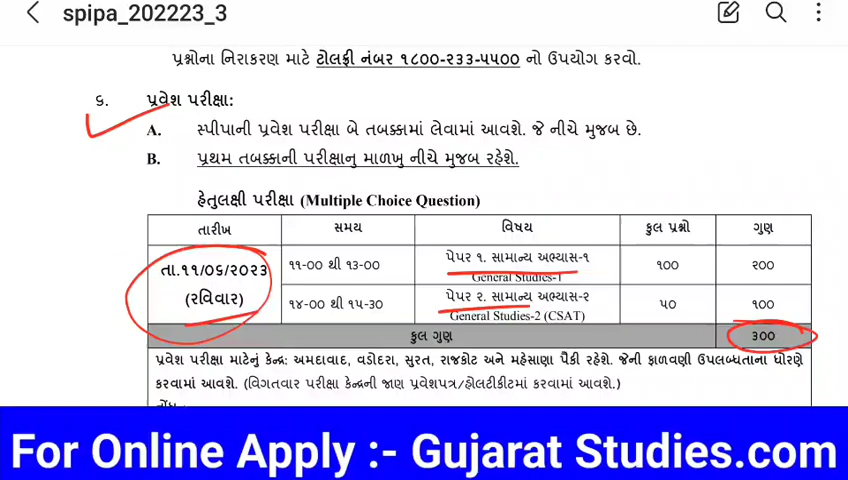 spipa_202223_3
પ્રશ્નોના નિરાકરણ માટે ટોલફ્રી નંબર ૧૮૦૦-૨૩૩-૫૫૦૦ નો ઉપયોગ કરવો.
૬. પ્રવેશ પરીક્ષા:
A. સ્પીપાની પ્રવેશ પરીક્ષા બે તબક્કમાં લેવામાં આવશે. જે નીચે મુજબ છે.
B. પ્રથમ તબક્કાની પરીક્ષાનુ માળખુ નીચે મુજબ રહેશે.
હેતુલક્ષી પરીક્ષા (Multiple Choice Question)
તારીખ સમય વિષય કુલ પ્રશ્નો ગુણ
તા.૧૧/૦૬/૨૦૨૩ ૧૧-૦૦ થી ૧૩-૦૦ પેપર ૧. સામાન્ય અભ્યાસ-૧ ૧૦૦ ૨૦૦
General Studies-1
(રવિવાર) ૧૪-૦૦ થી ૧૫-૩૦ પેપર ૨. સામાન્ય અભ્યાસ-૨ ૫૦ ૧૦૦
General Studies-2 (CSAT)
કુલ ગુણ ૩૦૦
પ્રવેશ પરીક્ષા માટેનું કેન્દ્ર: અમદાવાદ, વડોદરા, સુરત, રાજકોટ અને મહેસાણા પૈકી રહેશે. જેની ફાળવણી ઉપલબ્ધતાના ધોરણે
કરવામાં આવશે. (વિગતવાર પરીક્ષા કેન્દ્રની જાણ પ્રવેશપત્ર/હોલટીકીટમાં કરવામાં આવશે.)
For Online Apply :- Gujarat Studies.com